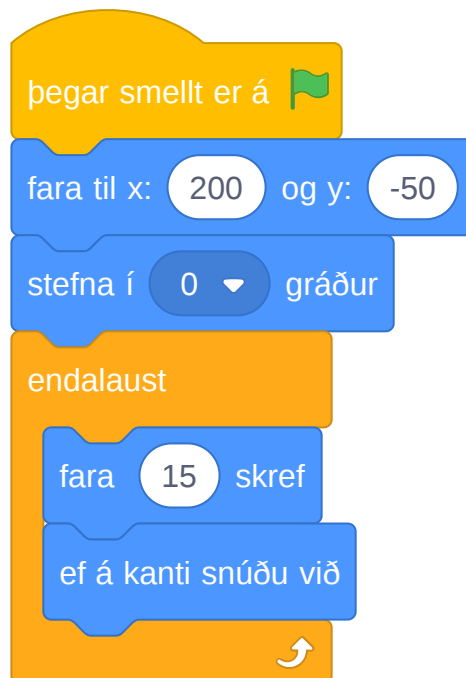 þegar smellt er á
fara til x: 200 og y: -50
stefna í 0 gráður
endalaust
fara 15 skref
ef á kanti snúðu við